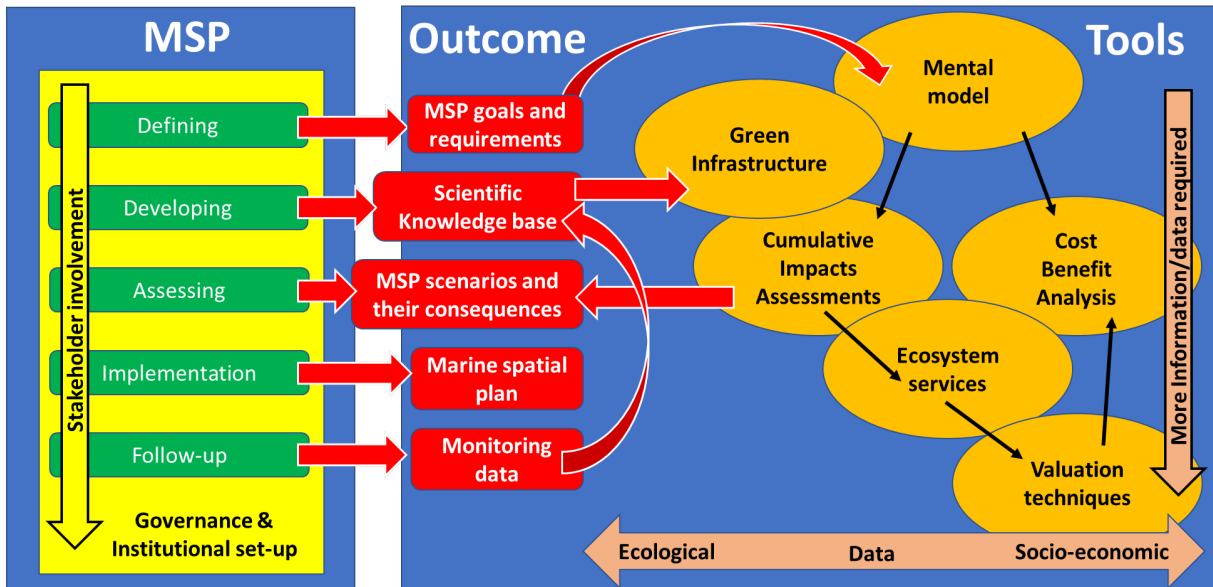 MSP
Stakeholder involvement
Defining
Developing
Assessing
Implementation
Follow-up
Governance &
Institutional set-up
Outcome
MSP goals and
requirements
Scientific
Knowledge base
MSP scenarios and
their consequences
Marine spatial
plan
Monitoring
data
Tools
Mental
model
Green
Infrastructure
Cumulative
Impacts
Assessments
Cost
Benefit
Analysis
Ecosystem
services
Valuation
techniques
More Information/data required
Ecological Data Socio-economic